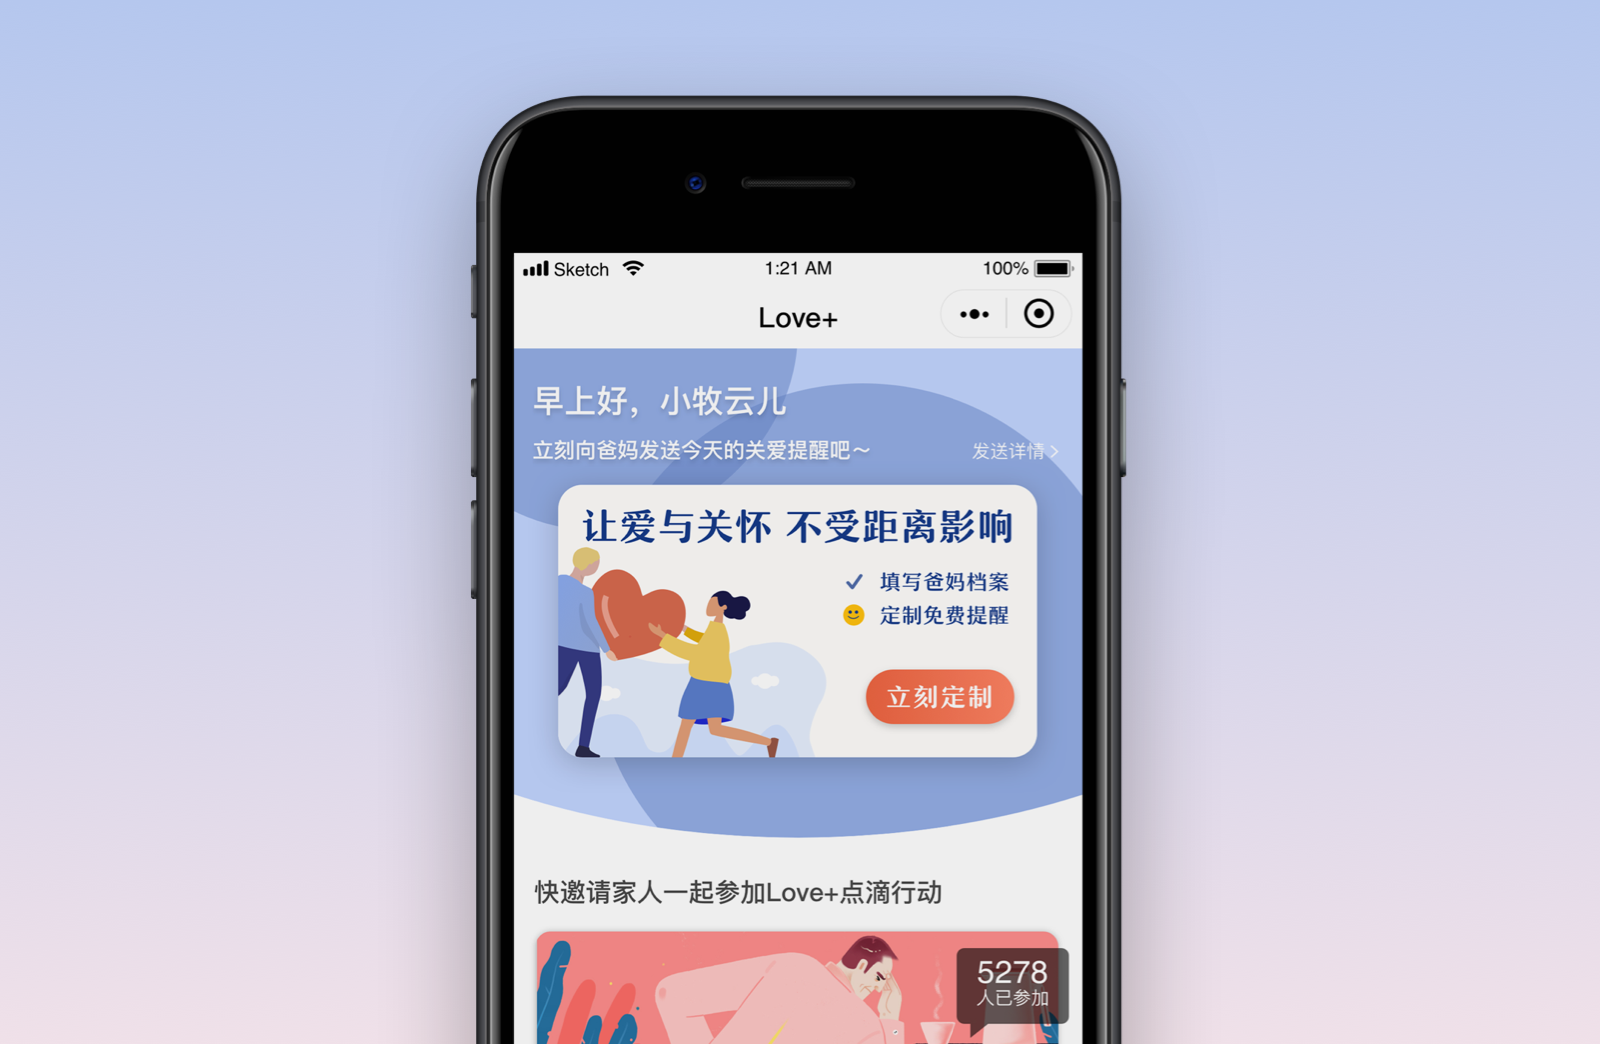 Sketch 1:21 AM 100%
Love+
早上好，小牧云儿
立刻向爸妈发送今天的关爱提醒吧～ 发送详情 >
让爱与关怀 不受距离影响
填写爸妈档案
定制免费提醒
立刻定制
快邀请家人一起参加Love+点滴行动
5278
人已参加